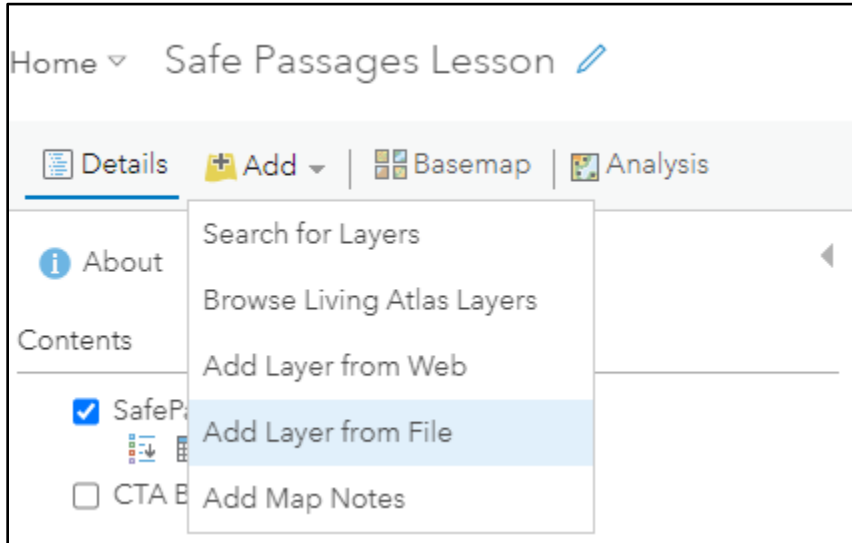 Home Safe Passages Lesson
Details Add Basemap Analysis
Search for Layers
About
Browse Living Atlas Layers
Contents
Add Layer from Web
Add Layer from File
CTA
Add Map Notes